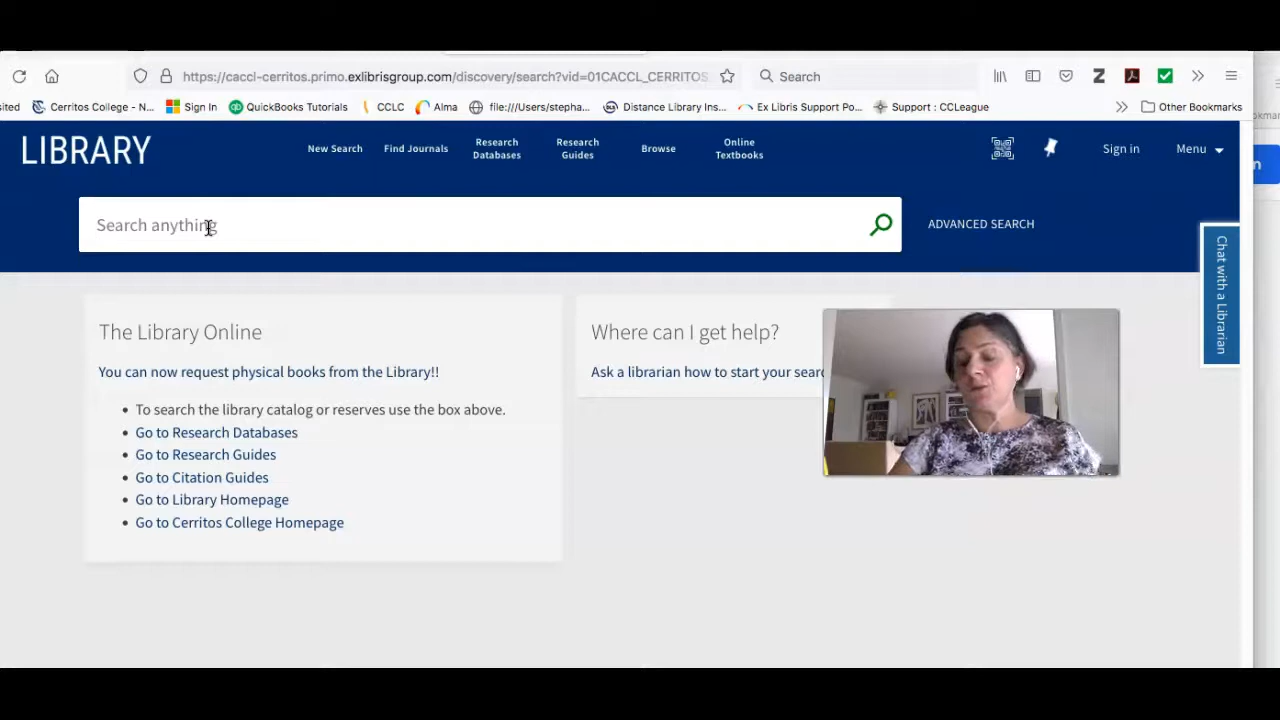 https://caccl-cerritos.primo.exlibrisgroup.com/discovery/search?vid=01CACCL_CERRITOS
Search
Z
sited
Cerritos College - N...
Sign In
QuickBooks Tutorials
CCLC
Alma
file:///Users/stepha...
Distance Library Ins...
Ex Libris Support Po...
Support : CCLeague
Other Bookmarks
LIBRARY
New Search
Find Journals
Research
Databases
Research
Guides
Browse
Online
Textbooks
Sign in
Menu
Search anything
ADVANCED SEARCH
Chat with a Librarian
The Library Online
You can now request physical books from the Library!!
To search the library catalog or reserves use the box above.
Go to Research Databases
Go to Research Guides
Go to Citation Guides
Go to Library Homepage
Go to Cerritos College Homepage
Where can I get help?
Ask a librarian how to start your searc